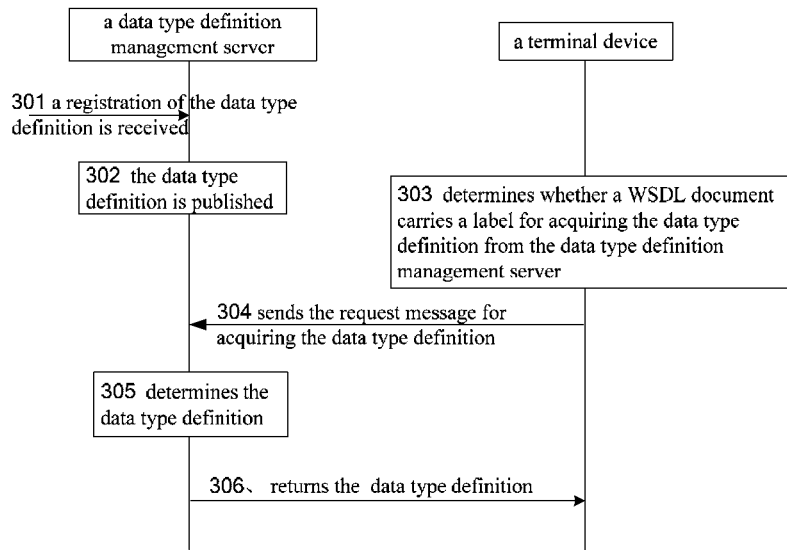 a data type definition
management server
a terminal device
301 a registration of the data type
definition is received
302 the data type
definition is published
303 determines whether a WSDL document
carries a label for acquiring the data type
definition from the data type definition
management server
304 sends the request message for
acquiring the data type definition
305 determines the
data type definition
306、 returns the data type definition